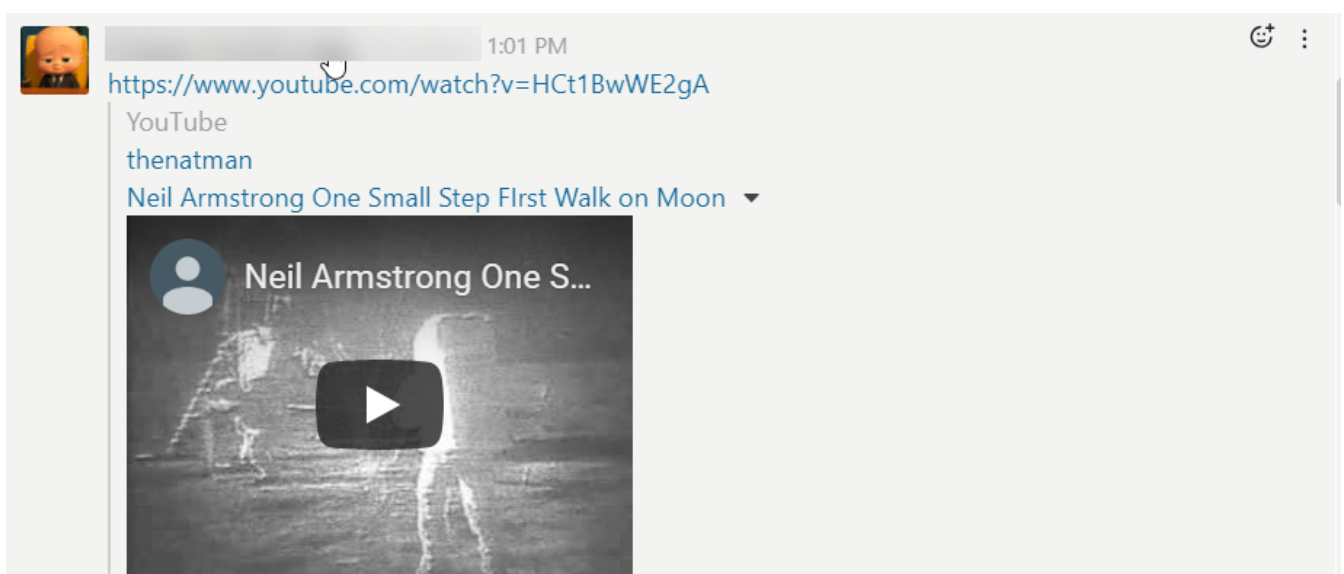 1:01 PM
https://www.youtube.com/watch?v=HCt1BwWE2gA
YouTube
thenatman
Neil Armstrong One Small Step FIrst Walk on Moon
Neil Armstrong One S...